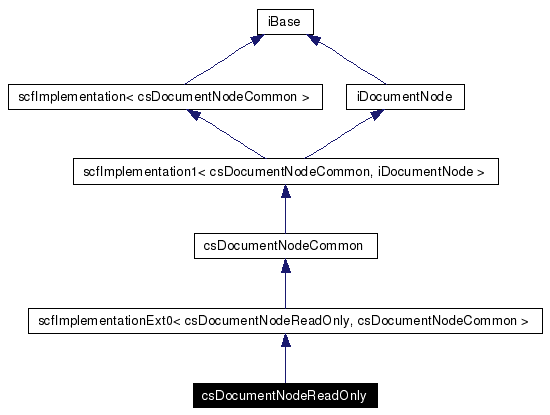 iBase
scfImplementation< csDocumentNodeCommon >
iDocumentNode
scfImplementation1< csDocumentNodeCommon, iDocumentNode >
csDocumentNodeCommon
scfImplementationExt0< csDocumentNodeReadOnly, csDocumentNodeCommon >
csDocumentNodeReadOnly